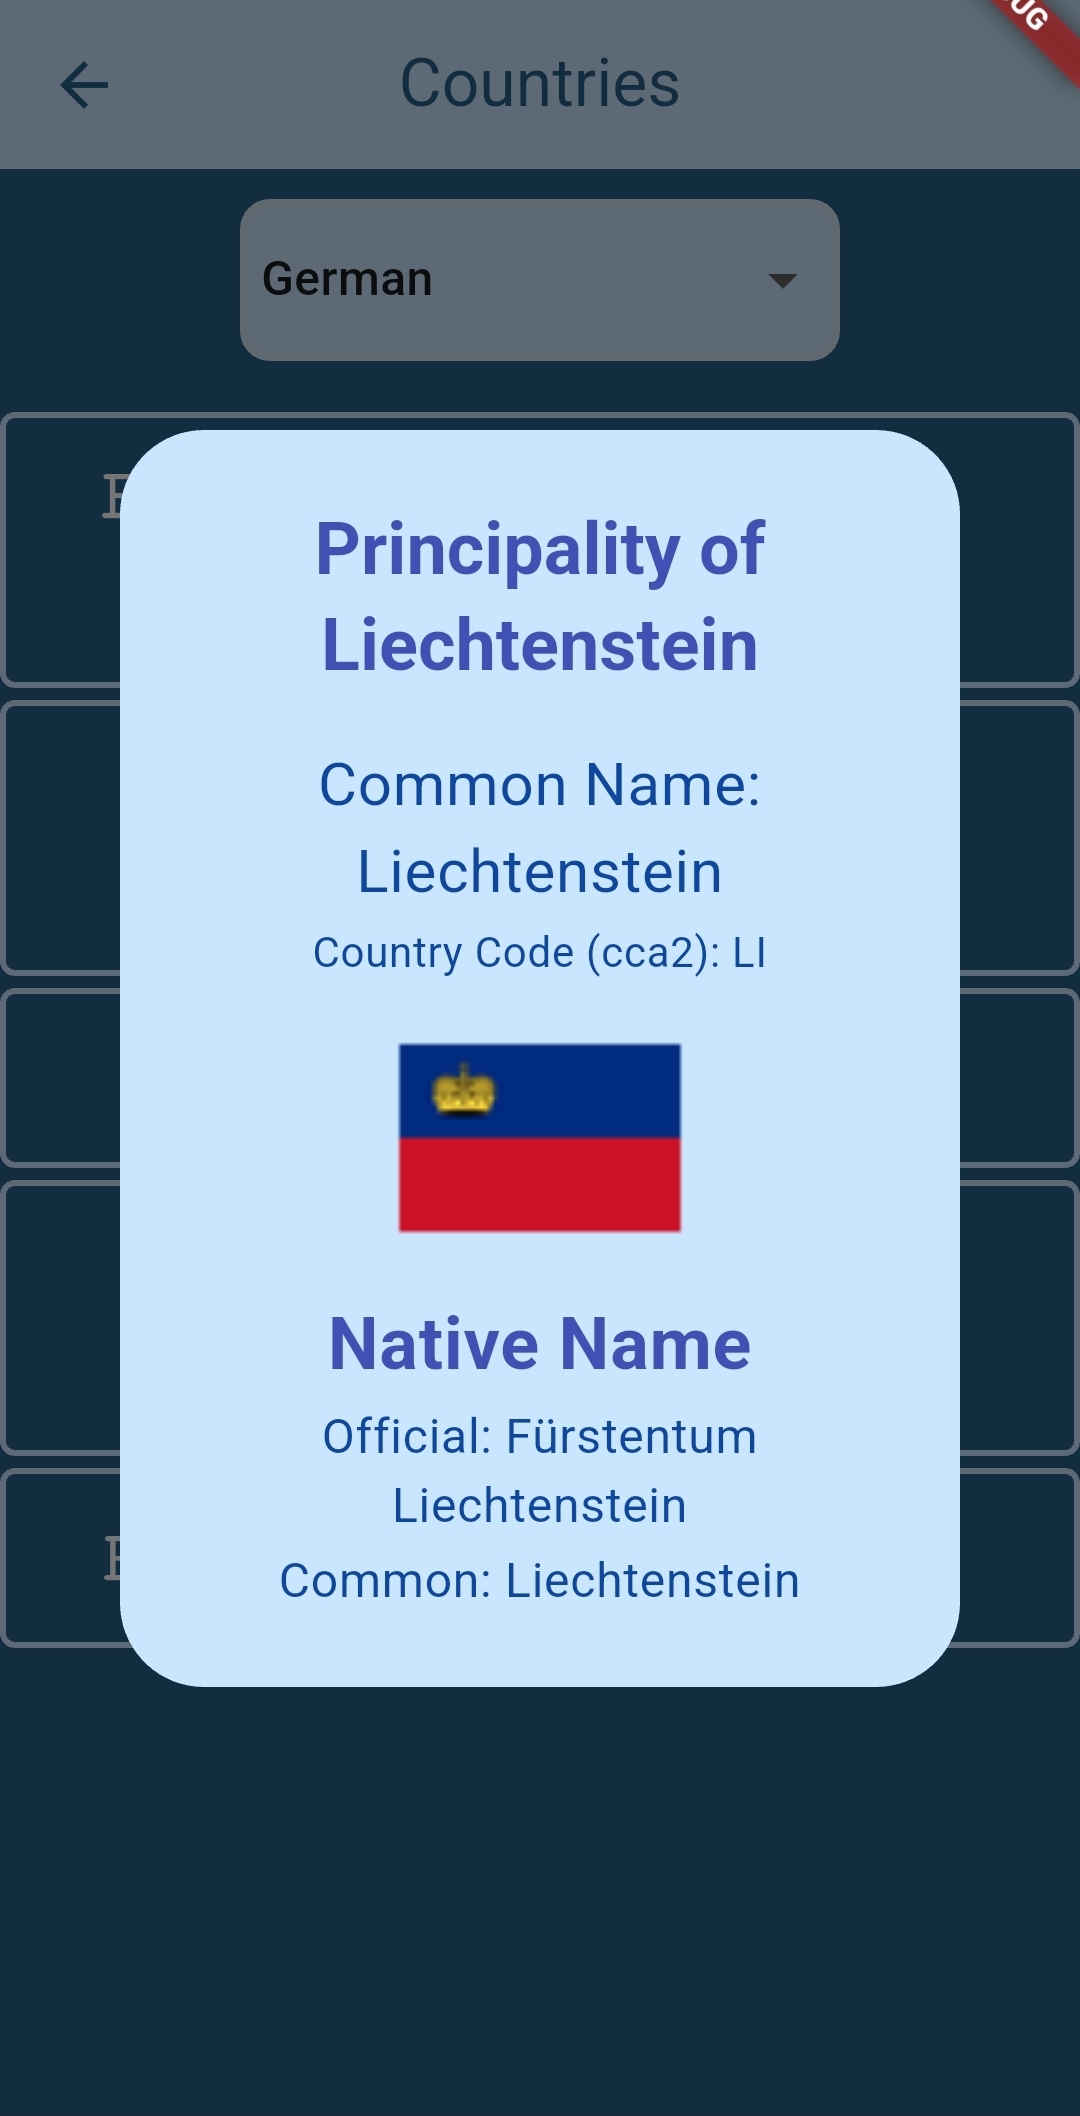 Countries
German
Principality of
Liechtenstein
Common Name:
Liechtenstein
Country Code (cca2): LI
Native Name
Official: Fürstentum
Liechtenstein
Common: Liechtenstein